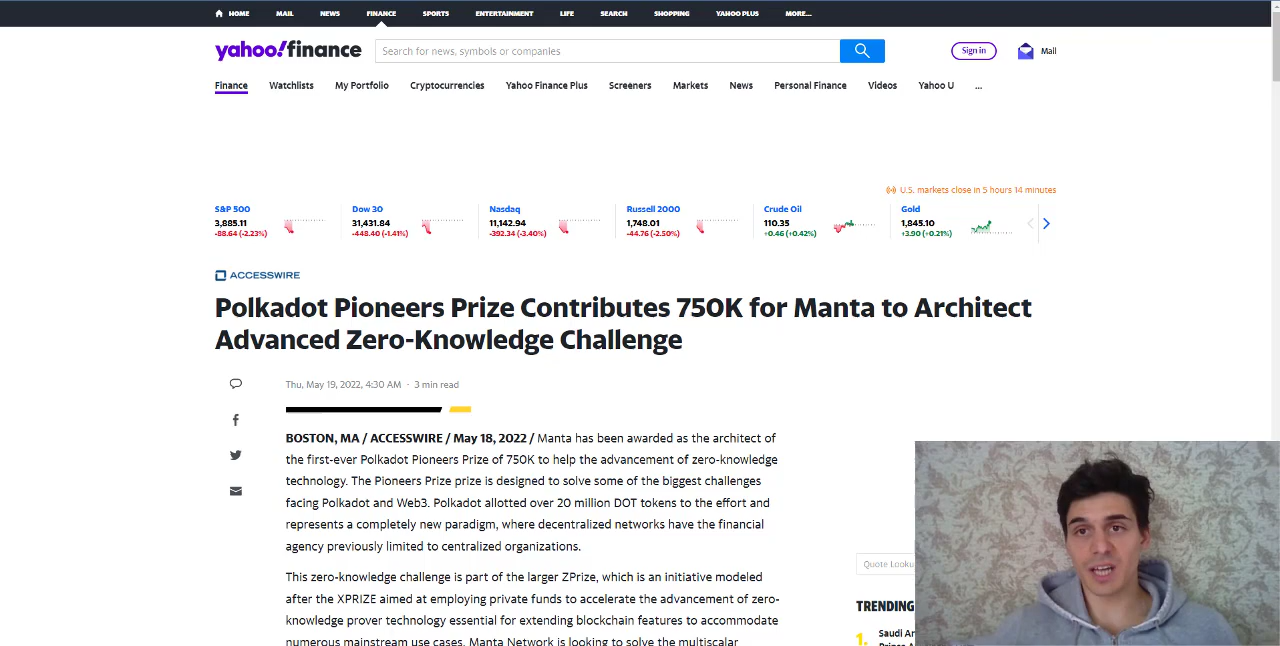 HOME MAIL NEWS FINANCE SPORTS ENTERTAINMENT LIFE SEARCH SHOPPING YAHOO PLUS MORE...
yahoo!finance Search for news, symbols or companies Sign in Mail
Finance Watchlists My Portfolio Cryptocurrencies Yahoo Finance Plus Screeners Markets News Personal Finance Videos Yahoo U ...
U.S. markets close in 5 hours 14 minutes
S&P 500 Dow 30 Nasdaq Russell 2000 Crude Oil Gold
3,885.11 31,431.84 11,142.94 1,748.01 110.35 1,845.10
-88.64 (-2.23%) -448.40 (-1.41%) -392.34 (-3.40%) -44.76 (-2.50%) +0.46 (+0.42%) +3.90 (+0.21%)
ACCESSWIRE
Polkadot Pioneers Prize Contributes 750K for Manta to Architect
Advanced Zero-Knowledge Challenge
Thu, May 19, 2022, 4:30 AM · 3 min read
BOSTON, MA / ACCESSWIRE / May 18, 2022 / Manta has been awarded as the architect of
the first-ever Polkadot Pioneers Prize of 750K to help the advancement of zero-knowledge
technology. The Pioneers Prize prize is designed to solve some of the biggest challenges
facing Polkadot and Web3. Polkadot allotted over 20 million DOT tokens to the effort and
represents a completely new paradigm, where decentralized networks have the financial
agency previously limited to centralized organizations.
This zero-knowledge challenge is part of the larger ZPrize, which is an initiative modeled
after the XPRIZE aimed at employing private funds to accelerate the advancement of zero-
knowledge prover technology essential for extending blockchain features to accommodate
numerous mainstream use cases. Manta Network is looking to solve the multiscalar
Quote Looku
TRENDING
1. Saudi Ar